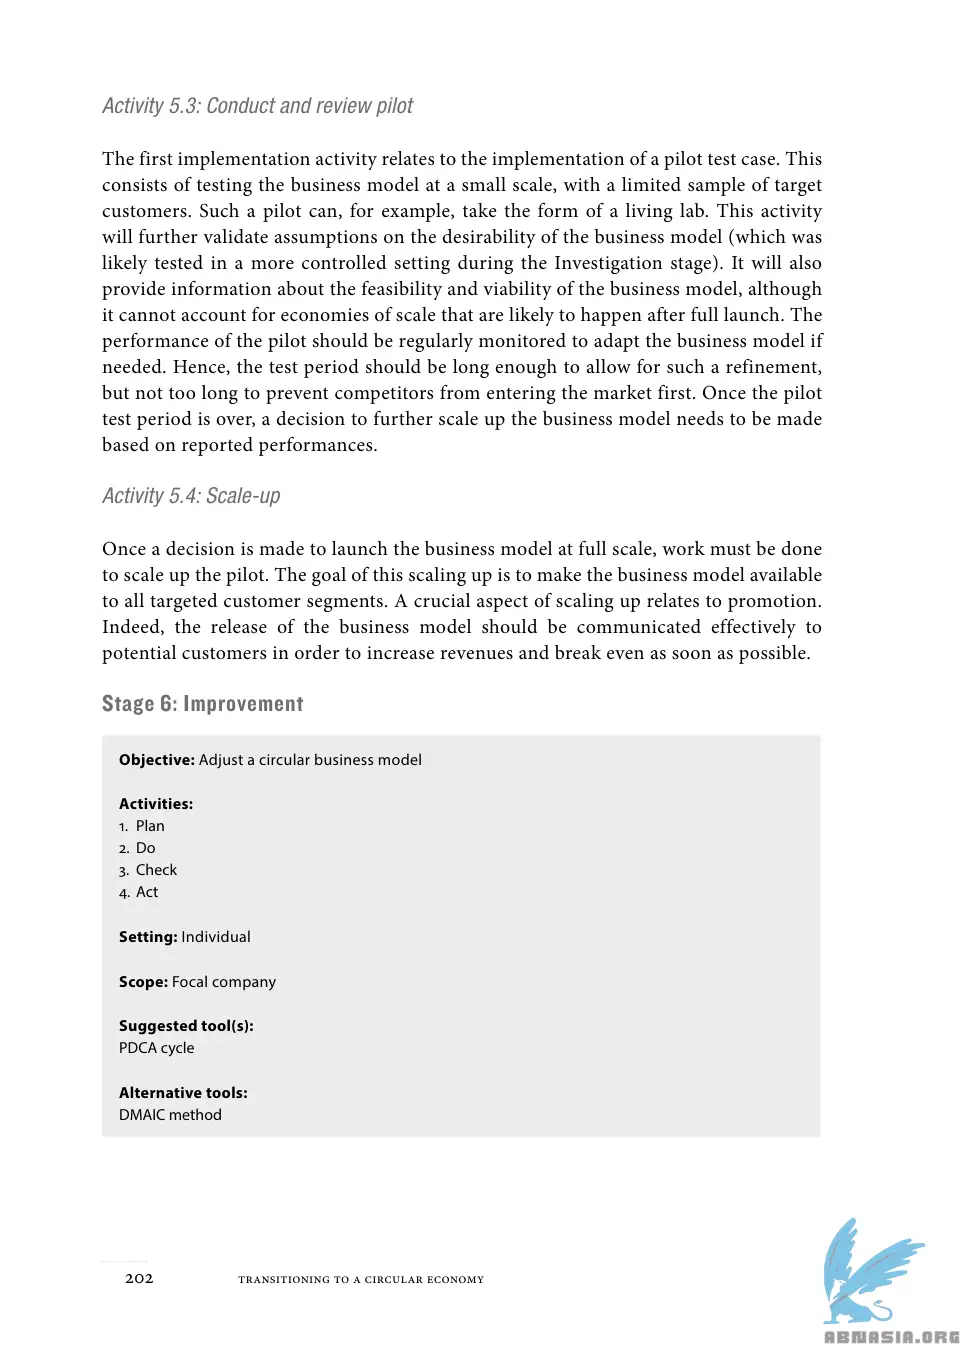 Activity 5.3: Conduct and review pilot
The first implementation activity relates to the implementation of a pilot test case. This
consists of testing the business model at a small scale, with a limited sample of target
customers. Such a pilot can, for example, take the form of a living lab. This activity
will further validate assumptions on the desirability of the business model (which was
likely tested in a more controlled setting during the Investigation stage). It will also
provide information about the feasibility and viability of the business model, although
it cannot account for economies of scale that are likely to happen after full launch. The
performance of the pilot should be regularly monitored to adapt the business model if
needed. Hence, the test period should be long enough to allow for such a refinement,
but not too long to prevent competitors from entering the market first. Once the pilot
test period is over, a decision to further scale up the business model needs to be made
based on reported performances.
Activity 5.4: Scale-up
Once a decision is made to launch the business model at full scale, work must be done
to scale up the pilot. The goal of this scaling up is to make the business model available
to all targeted customer segments. A crucial aspect of scaling up relates to promotion.
Indeed, the release of the business model should be communicated effectively to
potential customers in order to increase revenues and break even as soon as possible.
Stage 6: Improvement
Objective: Adjust a circular business model
Activities:
1. Plan
2. Do
3. Check
4. Act
Setting: Individual
Scope: Focal company
Suggested tool(s):
PDCA cycle
Alternative tools:
DMAIC method
202 TRANSITIONING TO A CIRCULAR ECONOMY
ABNASIA.ORG